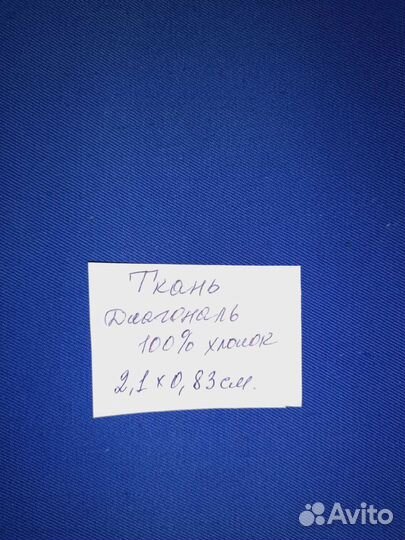 Ткань
Диагональ
100% хлопок
2,1 х 0,83 см.
Avito